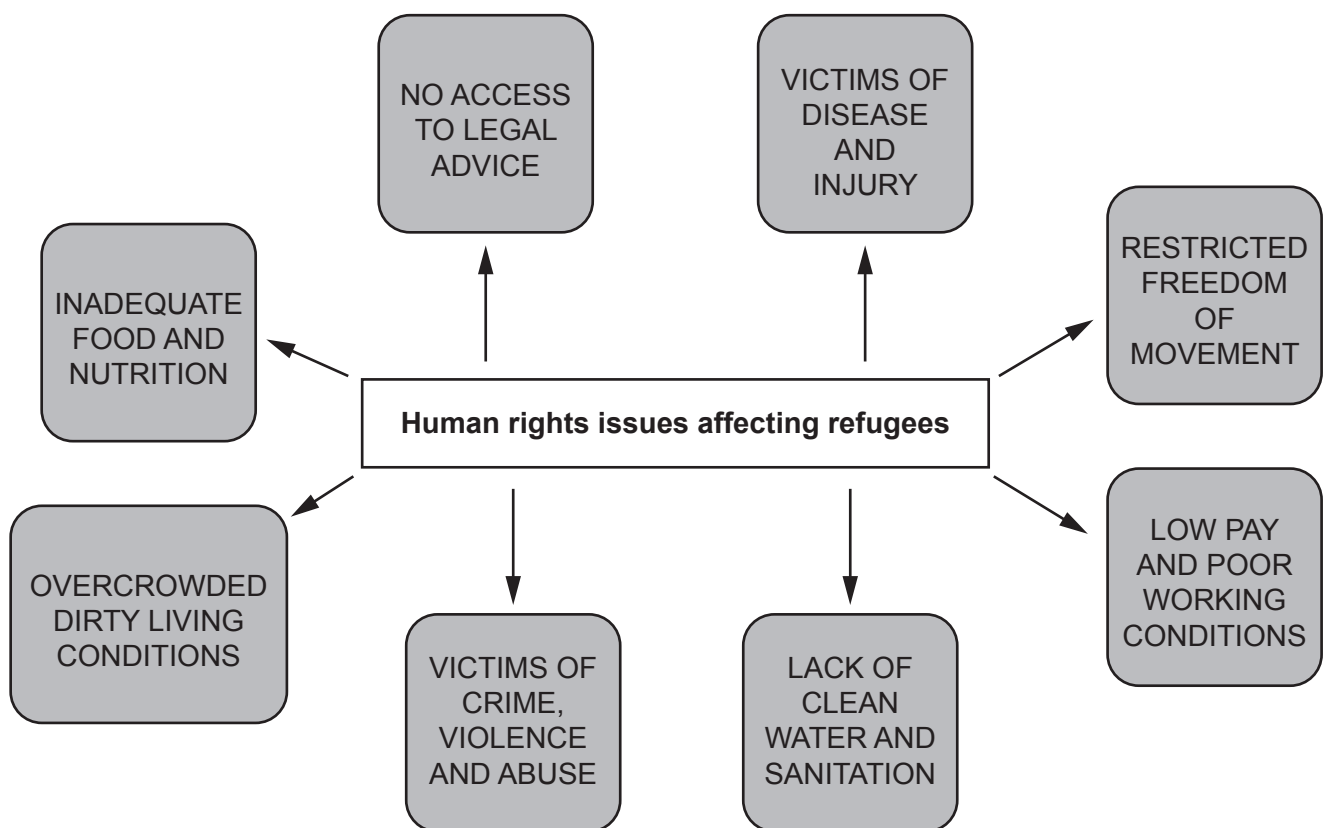 NO ACCESS
TO LEGAL
ADVICE
VICTIMS OF
DISEASE
AND
INJURY
INADEQUATE
FOOD AND
NUTRITION
RESTRICTED
FREEDOM
OF
MOVEMENT
Human rights issues affecting refugees
OVERCROWDED
DIRTY LIVING
CONDITIONS
VICTIMS OF
CRIME,
VIOLENCE
AND ABUSE
LACK OF
CLEAN
WATER AND
SANITATION
LOW PAY
AND POOR
WORKING
CONDITIONS